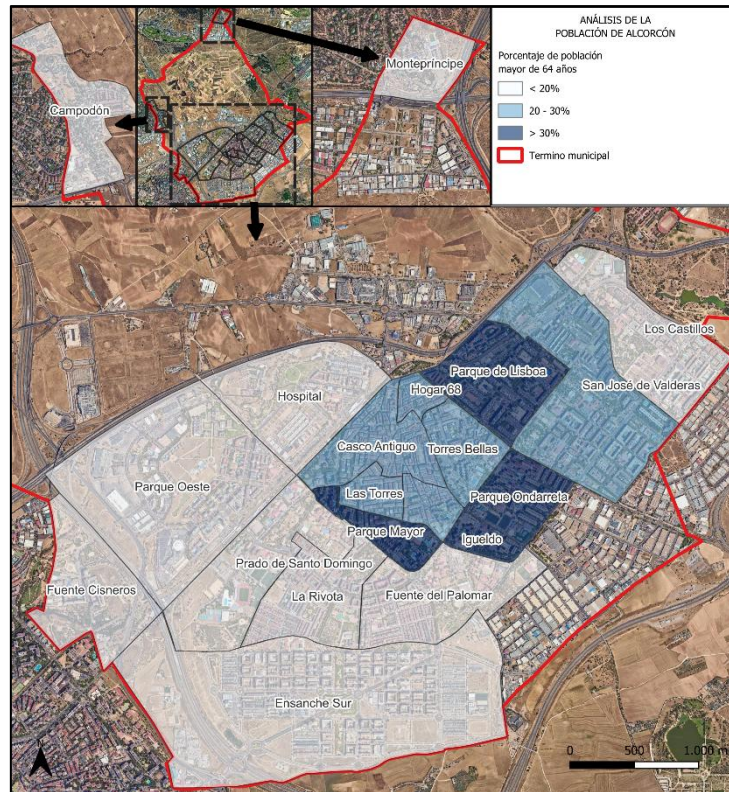 Campodón
Montepríncipe
ANÁLISIS DE LA
POBLACIÓN DE ALCORCÓN
Porcentaje de población
mayor de 64 años
< 20%
20 - 30%
> 30%
Termino municipal
Los Castillos
Parque de Lisboa
San José de Valderas
Hospital
Hogar 68
Casco Antiguo
Torres Bellas
Parque Oeste
Las Torres
Parque Ondarreta
Parque Mayor
Igueldo
Prado de Santo Domingo
Fuente Cisneros
La Rivota
Fuente del Palomar
Ensanche Sur
0 500 1.000 m